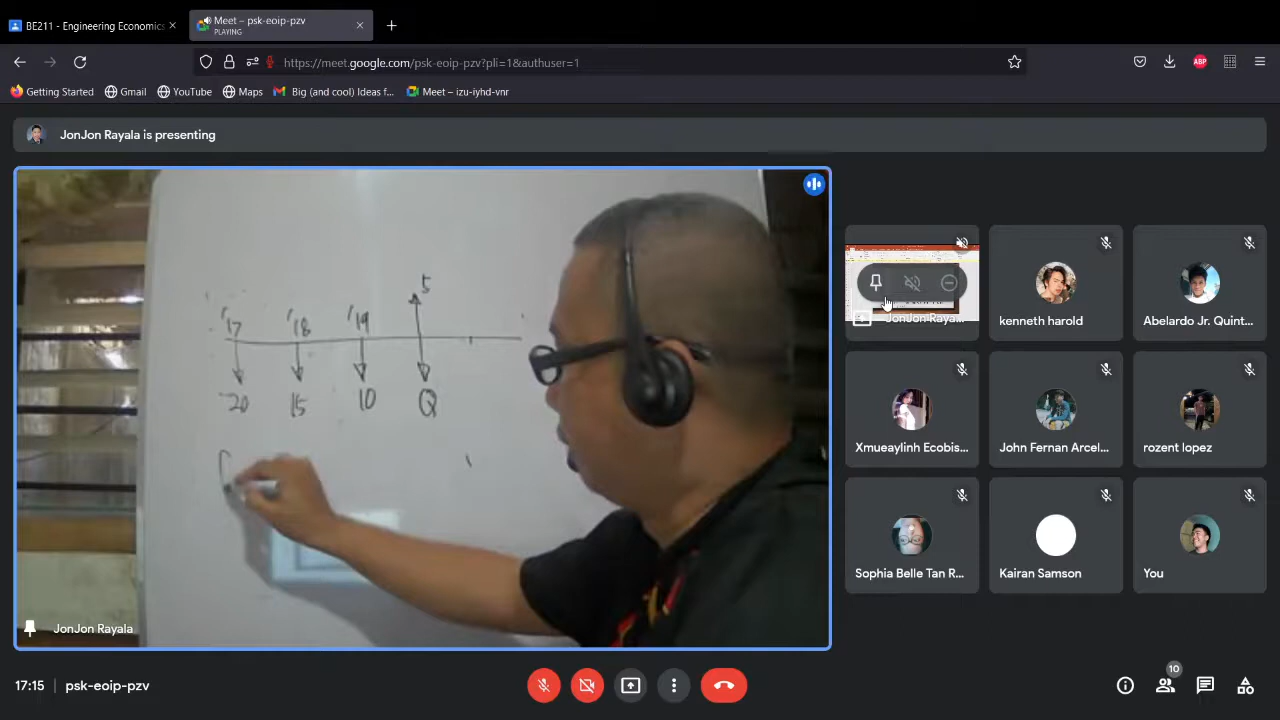 BE211 - Engineering Economics
Meet – psk-eoip-pzv
PLAYING
https://meet.google.com/psk-eoip-pzv?pli=1&authuser=1
ABP
Getting Started
Gmail
YouTube
Maps
Big (and cool) Ideas f...
Meet – izu-iyhd-vnr
JonJon Rayala is presenting
5
'17 '18 '19
20 15 10 Q
JonJon Rayala
JonJon Raya...
kenneth harold
Abelardo Jr. Quint...
Xmueaylinh Ecobis...
John Fernan Arcel...
rozent lopez
Sophia Belle Tan R...
Kairan Samson
You
17:15 psk-eoip-pzv
10